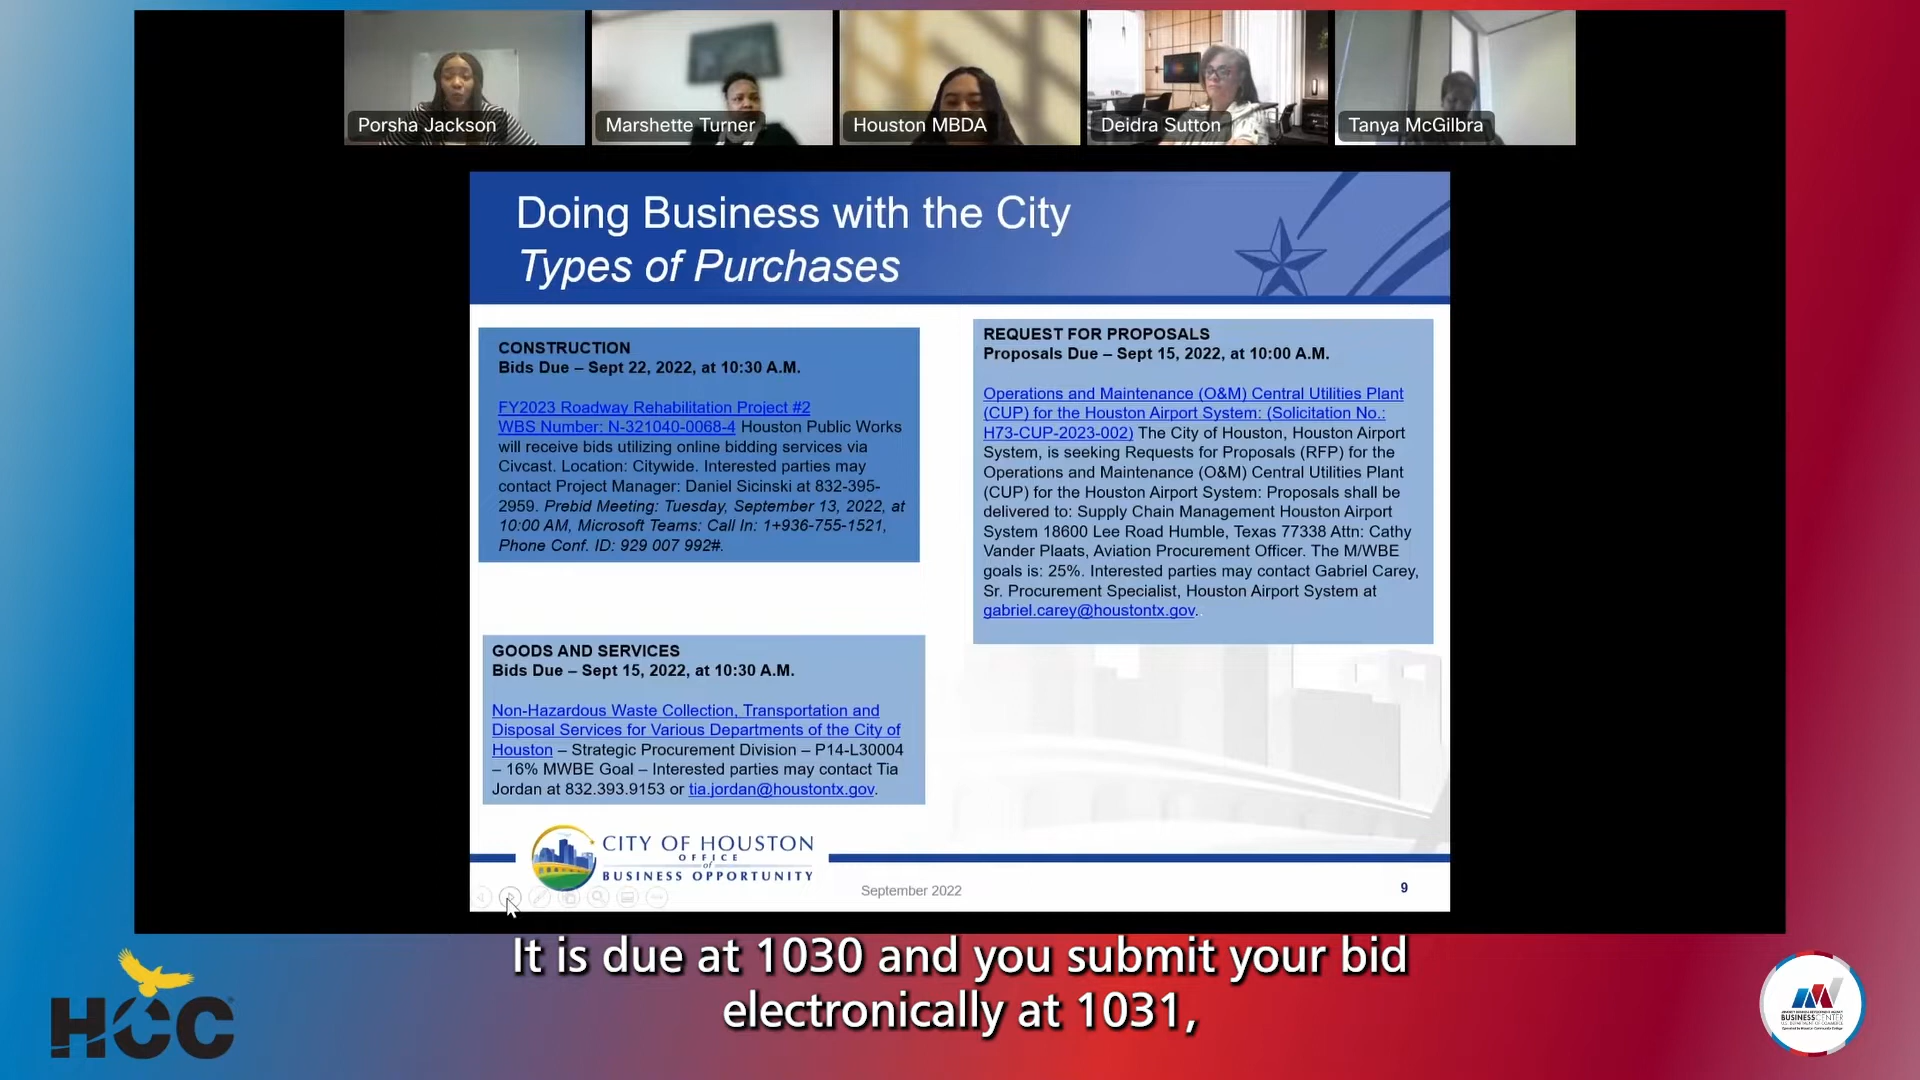 Porsha Jackson
Marshette Turner
Houston MBDA
Deidra Sutton
Tanya McGilbra
Doing Business with the City
Types of Purchases
CONSTRUCTION
Bids Due – Sept 22, 2022, at 10:30 A.M.
FY2023 Roadway Rehabilitation Project #2
WBS Number: N-321040-0068-4 Houston Public Works
will receive bids utilizing online bidding services via
Civcast. Location: Citywide. Interested parties may
contact Project Manager: Daniel Sicinski at 832-395-
2959. Prebid Meeting: Tuesday, September 13, 2022, at
10:00 AM, Microsoft Teams: Call In: 1+936-755-1521,
Phone Conf. ID: 929 007 992#.
GOODS AND SERVICES
Bids Due – Sept 15, 2022, at 10:30 A.M.
Non-Hazardous Waste Collection, Transportation and
Disposal Services for Various Departments of the City of
Houston – Strategic Procurement Division – P14-L30004
– 16% MWBE Goal – Interested parties may contact Tia
Jordan at 832.393.9153 or tia.jordan@houstontx.gov.
REQUEST FOR PROPOSALS
Proposals Due – Sept 15, 2022, at 10:00 A.M.
Operations and Maintenance (O&M) Central Utilities Plant
(CUP) for the Houston Airport System: (Solicitation No.:
H73-CUP-2023-002) The City of Houston, Houston Airport
System, is seeking Requests for Proposals (RFP) for the
Operations and Maintenance (O&M) Central Utilities Plant
(CUP) for the Houston Airport System: Proposals shall be
delivered to: Supply Chain Management Houston Airport
System 18600 Lee Road Humble, Texas 77338 Attn: Cathy
Vander Plaats, Aviation Procurement Officer. The M/WBE
goals is: 25%. Interested parties may contact Gabriel Carey,
Sr. Procurement Specialist, Houston Airport System at
gabriel.carey@houstontx.gov.
CITY OF HOUSTON
OFFICE
of
BUSINESS OPPORTUNITY
September 2022
9
It is due at 1030 and you submit your bid
electronically at 1031,
HCC
BUSINESS CENTER